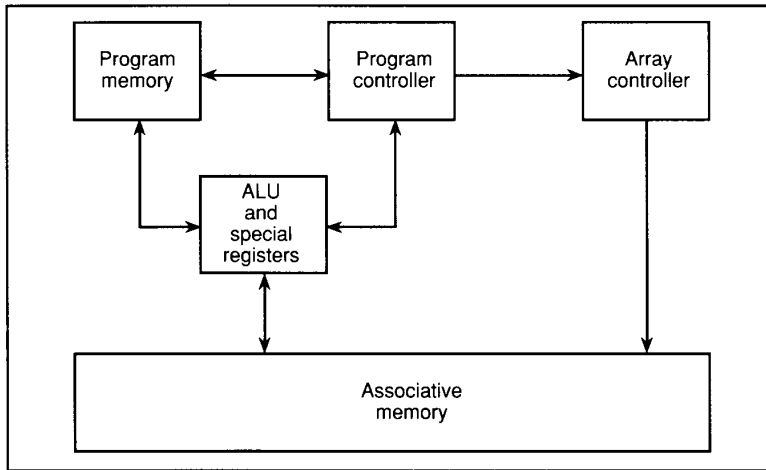 Program
memory
Program
controller
Array
controller
ALU
and
special
registers
Associative
memory